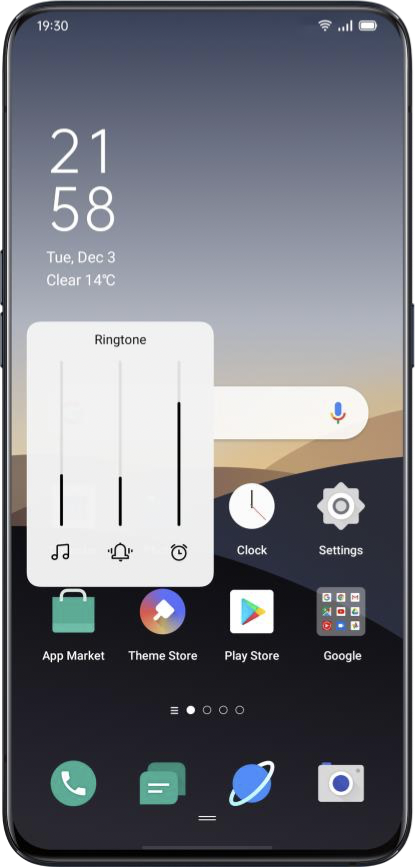 19:30
21
58
Tue, Dec 3
Clear 14℃
Ringtone
Clock
Settings
App Market
Theme Store
Play Store
Google